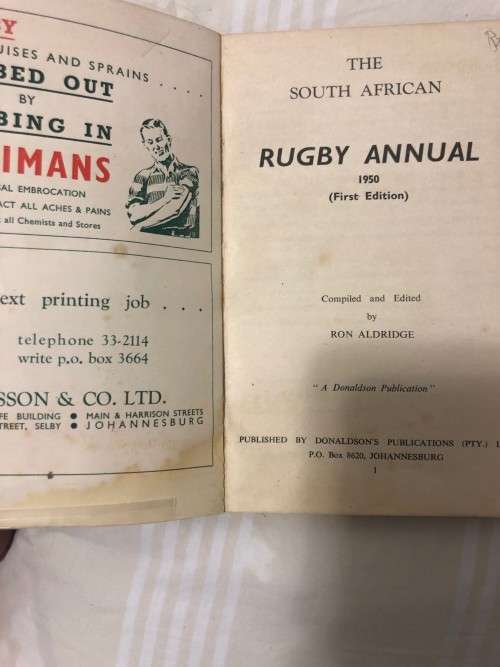 BY
UISES AND SPRAINS . . . .
BED OUT
BY
BING IN
IMANS
AL EMBROCATION
ACT ALL ACHES & PAINS
all Chemists and Stores
ext printing job . . .
telephone 33-2114
write p.o. box 3664
SSON & CO. LTD.
FE BUILDING ● MAIN & HARRISON STREETS
STREET, SELBY ● JOHANNESBURG
THE
SOUTH AFRICAN
RUGBY ANNUAL
1950
(First Edition)
Compiled and Edited
by
RON ALDRIDGE
"A Donaldson Publication"
PUBLISHED BY DONALDSON'S PUBLICATIONS (PTY.) L
P.O. Box 8620, JOHANNESBURG
1